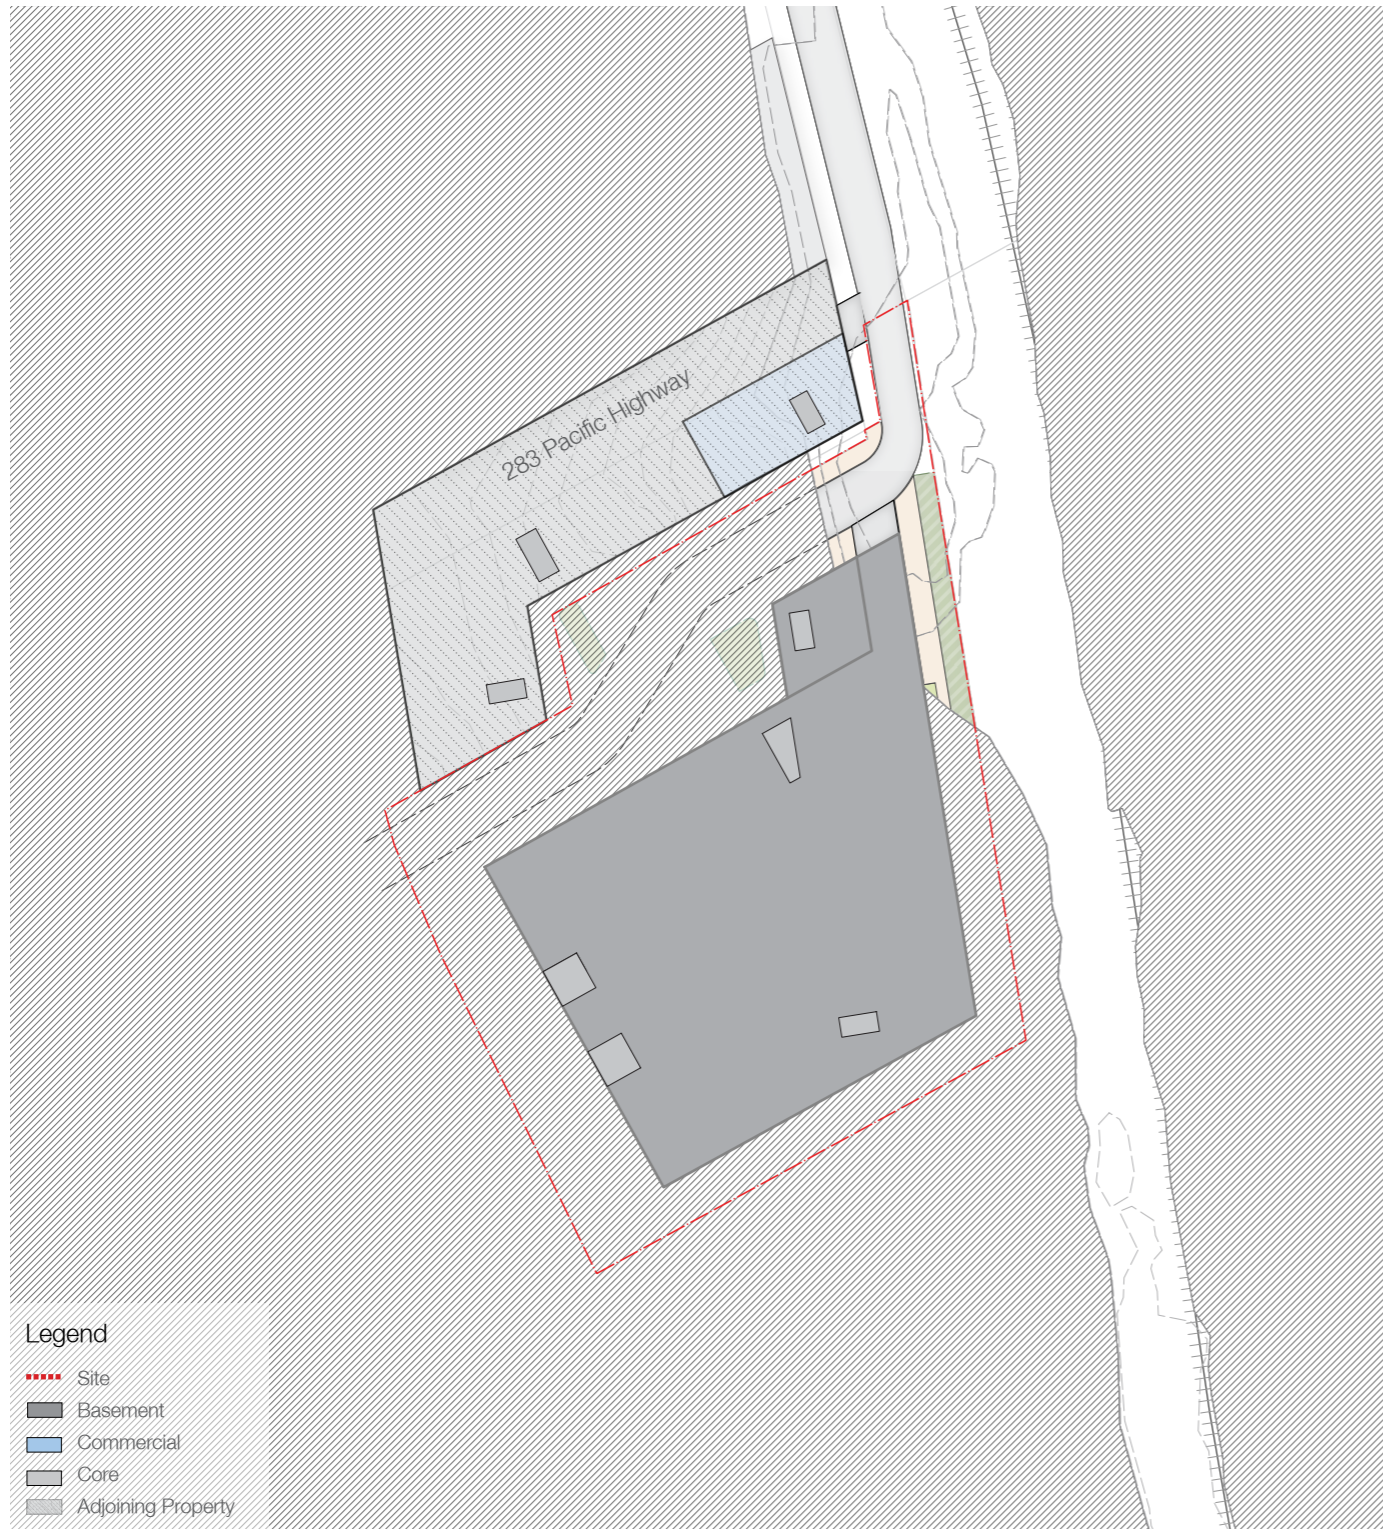 283 Pacific Highway
Legend
Site
Basement
Commercial
Core
Adjoining Property